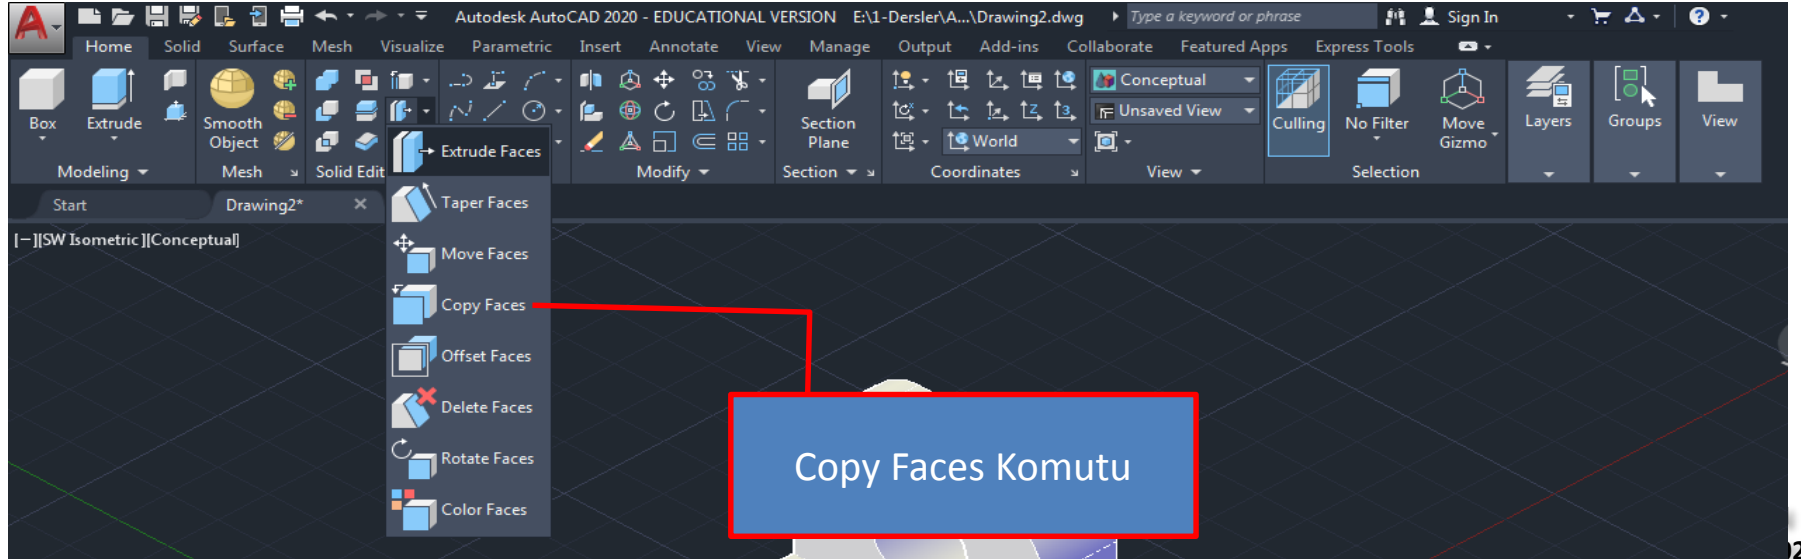 Autodesk AutoCAD 2020 - EDUCATIONAL VERSION E:\1-Dersler\A...\Drawing2.dwg Type a keyword or phrase Sign In
Home Solid Surface Mesh Visualize Parametric Insert Annotate View Manage Output Add-ins Collaborate Featured Apps Express Tools
Conceptual
Box Extrude Smooth Object Section Plane Unsaved View Culling No Filter Move Gizmo Layers Groups View
World
Modeling Mesh Solid Edit Modify Section Coordinates View Selection
Start Drawing2*
[−][SW Isometric][Conceptual]
Extrude Faces
Taper Faces
Move Faces
Copy Faces
Offset Faces
Delete Faces
Rotate Faces
Color Faces
Copy Faces Komutu